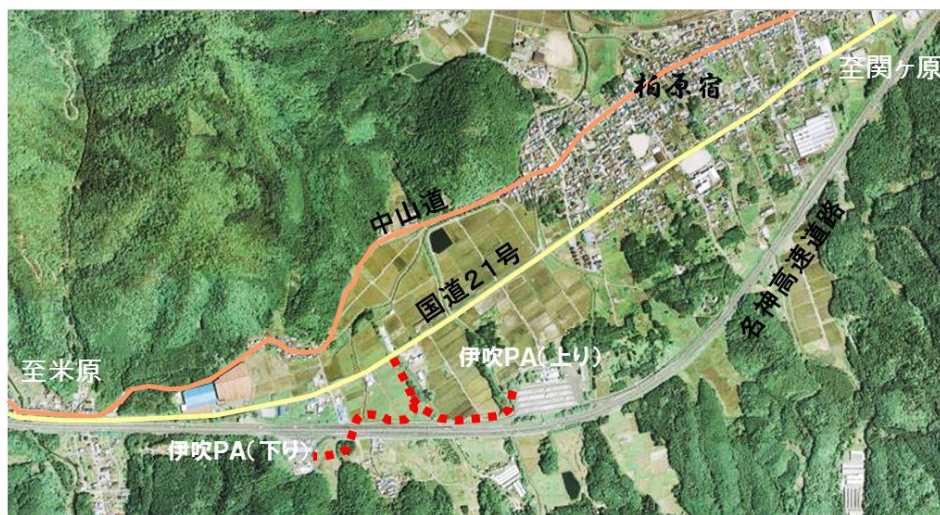 至関ヶ原
柏原宿
中山道
国道21号
名神高速道路
伊吹PA(上り)
至米原
伊吹PA(下り)